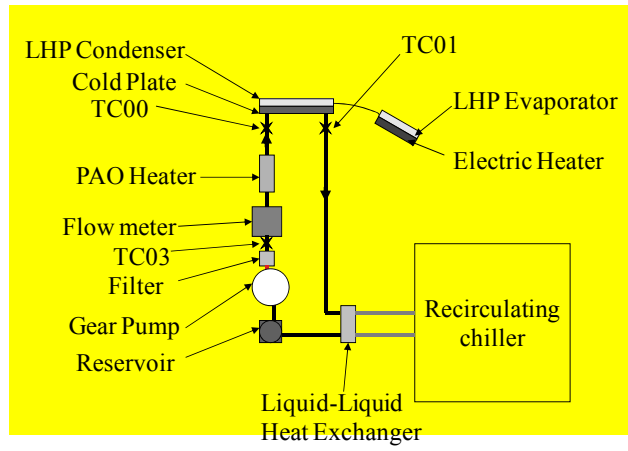 LHP Condenser
Cold Plate
TC00
TC01
LHP Evaporator
Electric Heater
PAO Heater
Flow meter
TC03
Filter
Gear Pump
Reservoir
Recirculating
chiller
Liquid-Liquid
Heat Exchanger